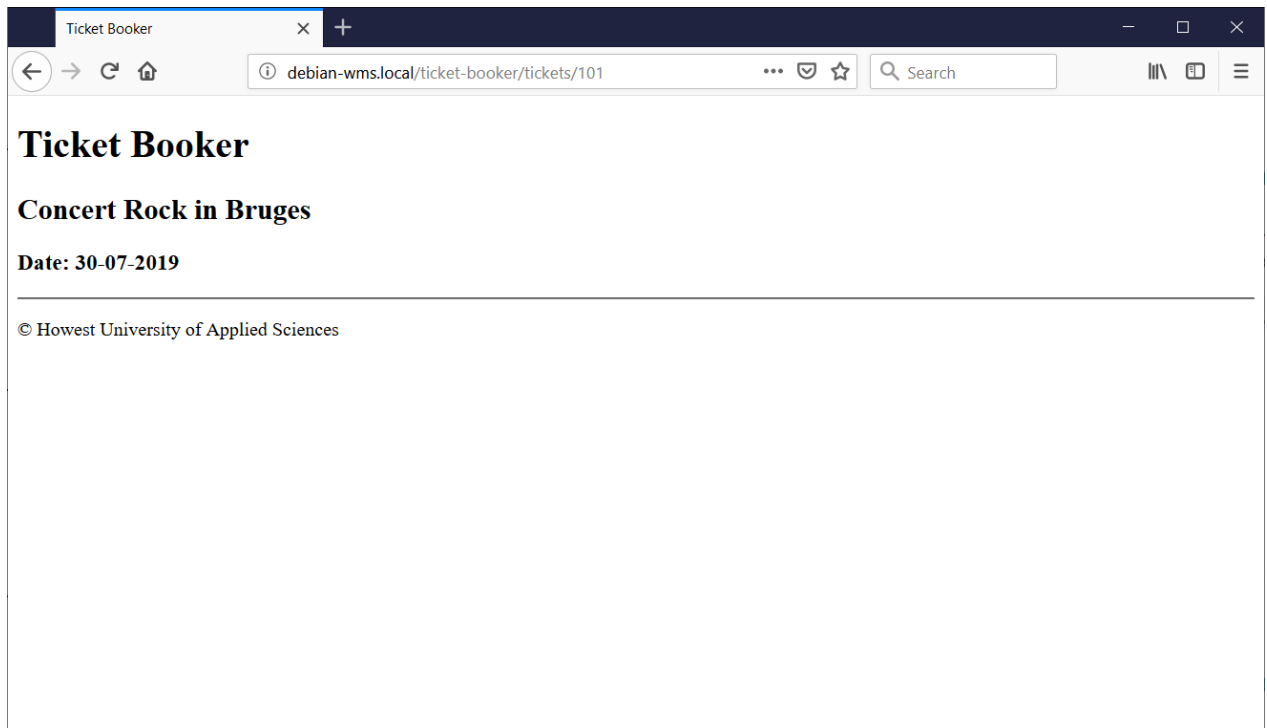 Ticket Booker
debian-wms.local/ticket-booker/tickets/101
Search
Ticket Booker
Concert Rock in Bruges
Date: 30-07-2019
© Howest University of Applied Sciences